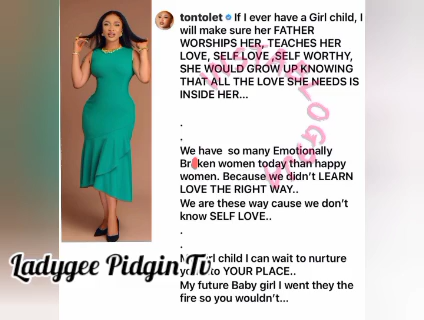 tontolet If I ever have a Girl child, I
will make sure her FATHER
WORSHIPS HER, TEACHES HER
LOVE, SELF LOVE ,SELF WORTHY,
SHE WOULD GROW UP KNOWING
THAT ALL THE LOVE SHE NEEDS IS
INSIDE HER...
.
.
We have so many Emotionally
Broken women today than happy
women. Because we didn't LEARN
LOVE THE RIGHT WAY..
We are these way cause we don't
know SELF LOVE..
.
.
child I can wait to nurture
to YOUR PLACE..
My future Baby girl I went they the
fire so you wouldn't...
Ladygee Pidgin Tv